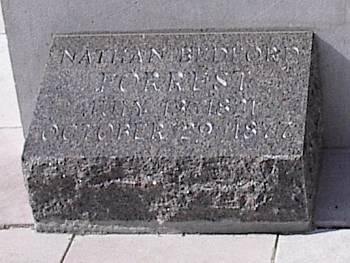 NATHAN BEDFORD
FORREST
JULY 13 1821
OCTOBER 29 1877